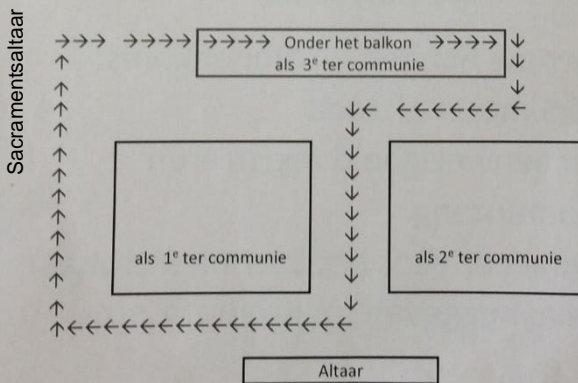 Sacramentsaltaar
Onder het balkon
als 3e ter communie
als 1e ter communie
als 2e ter communie
Altaar